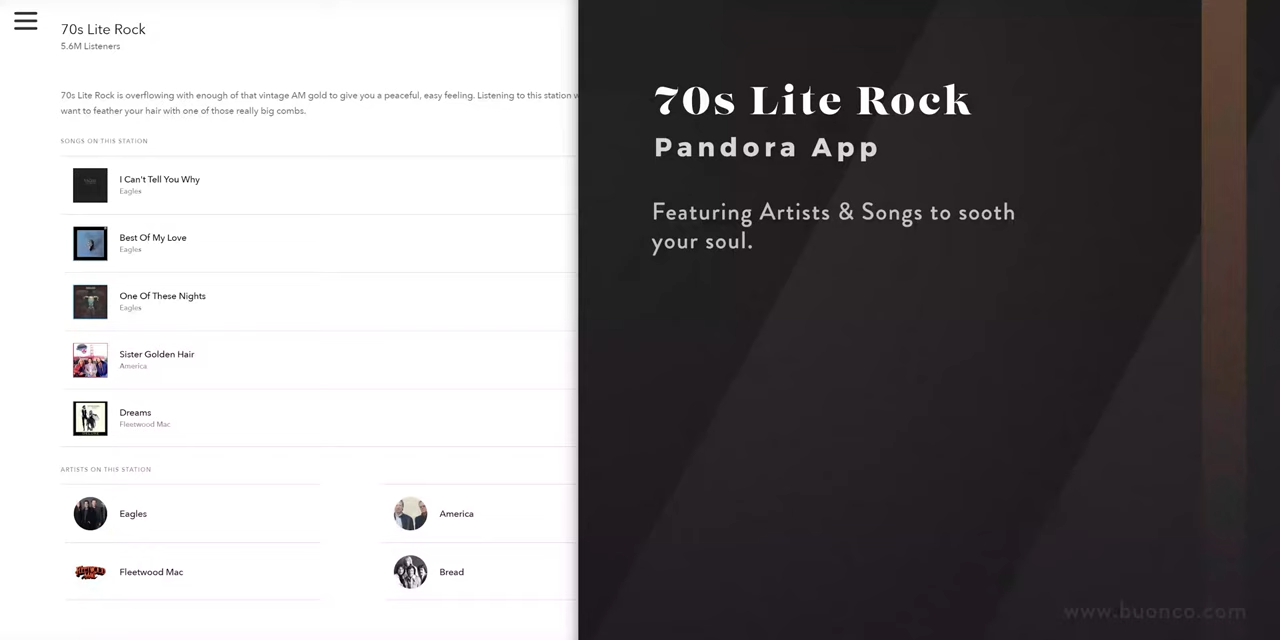 70s Lite Rock
5.6M Listeners
70s Lite Rock is overflowing with enough of that vintage AM gold to give you a peaceful, easy feeling. Listening to this station
want to feather your hair with one of those really big combs.
SONGS ON THIS STATION
I Can't Tell You Why
Eagles
Best Of My Love
Eagles
One Of These Nights
Eagles
Sister Golden Hair
America
Dreams
Fleetwood Mac
ARTISTS ON THIS STATION
Eagles
America
Fleetwood Mac
Bread
70s Lite Rock
Pandora App
Featuring Artists & Songs to sooth
your soul.
www.buonco.com